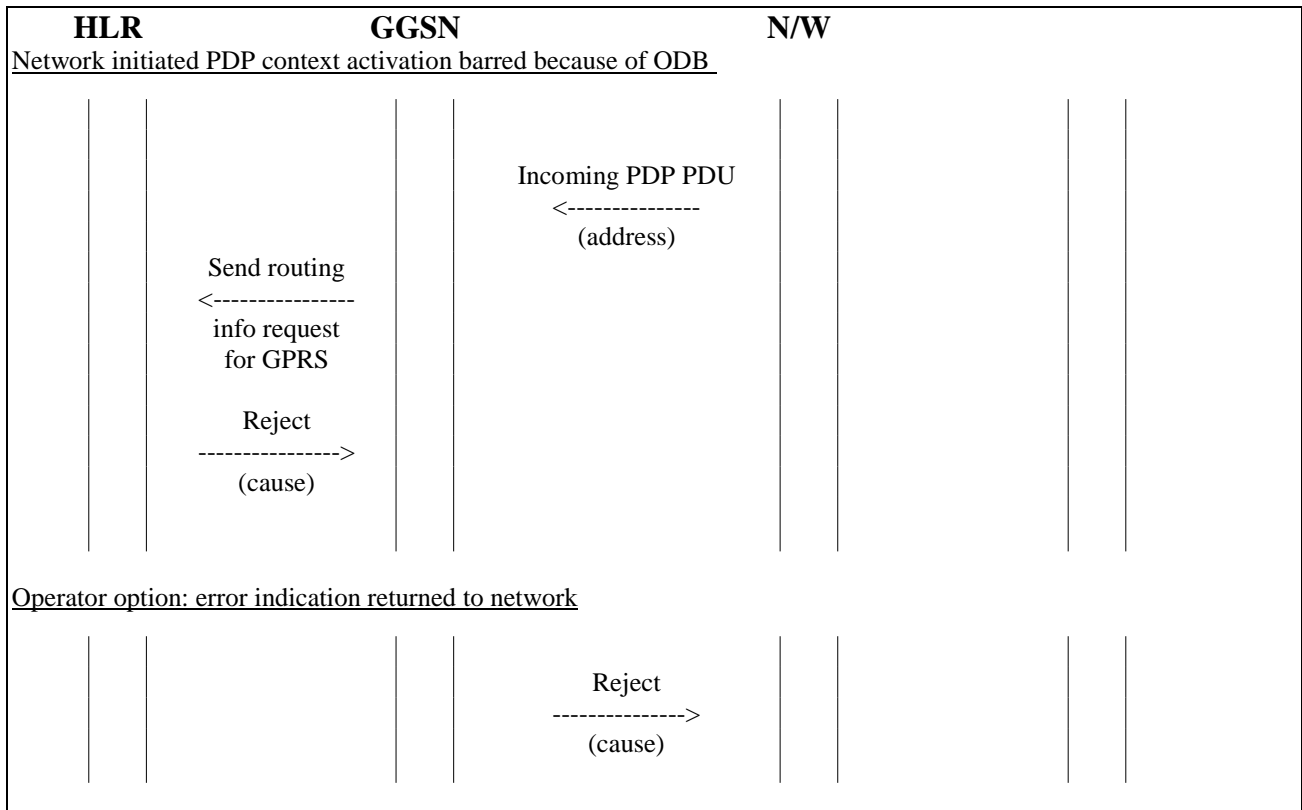 HLR GGSN N/W
Network initiated PDP context activation barred because of ODB
Incoming PDP PDU
<---------------
(address)
Send routing
<----------------
info request
for GPRS
Reject
---------------->
(cause)
Operator option: error indication returned to network
Reject
--------------->
(cause)